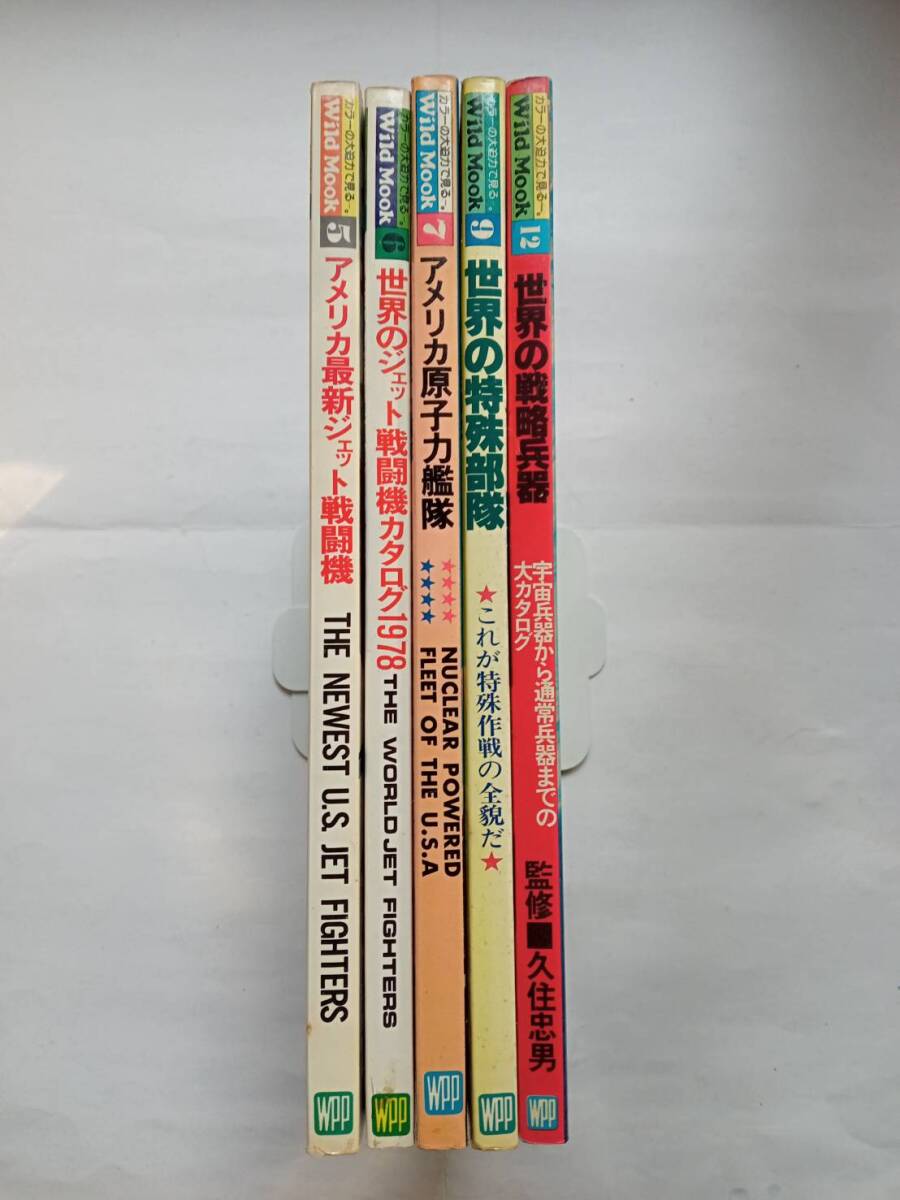 カラーの大迫力で見る―。
Wild Mook
5
アメリカ最新ジェット戦闘機
THE NEWEST U.S. JET FIGHTERS
WPP
カラーの大迫力で見る―。
Wild Mook
6
世界のジェット戦闘機カタログ1978
THE WORLD JET FIGHTERS
WPP
カラーの大迫力で見る―。
Wild Mook
7
アメリカ原子力艦隊
★★★★
★★★★
NUCLEAR POWERED
FLEET OF THE U.S.A
WPP
カラーの大迫力で見る―。
Wild Mook
9
世界の特殊部隊
★これが特殊作戦の全貌だ★
WPP
カラーの大迫力で見る―。
Wild Mook
12
世界の戦略兵器
宇宙兵器から通常兵器までの
大カタログ
監修■久住忠男
WPP